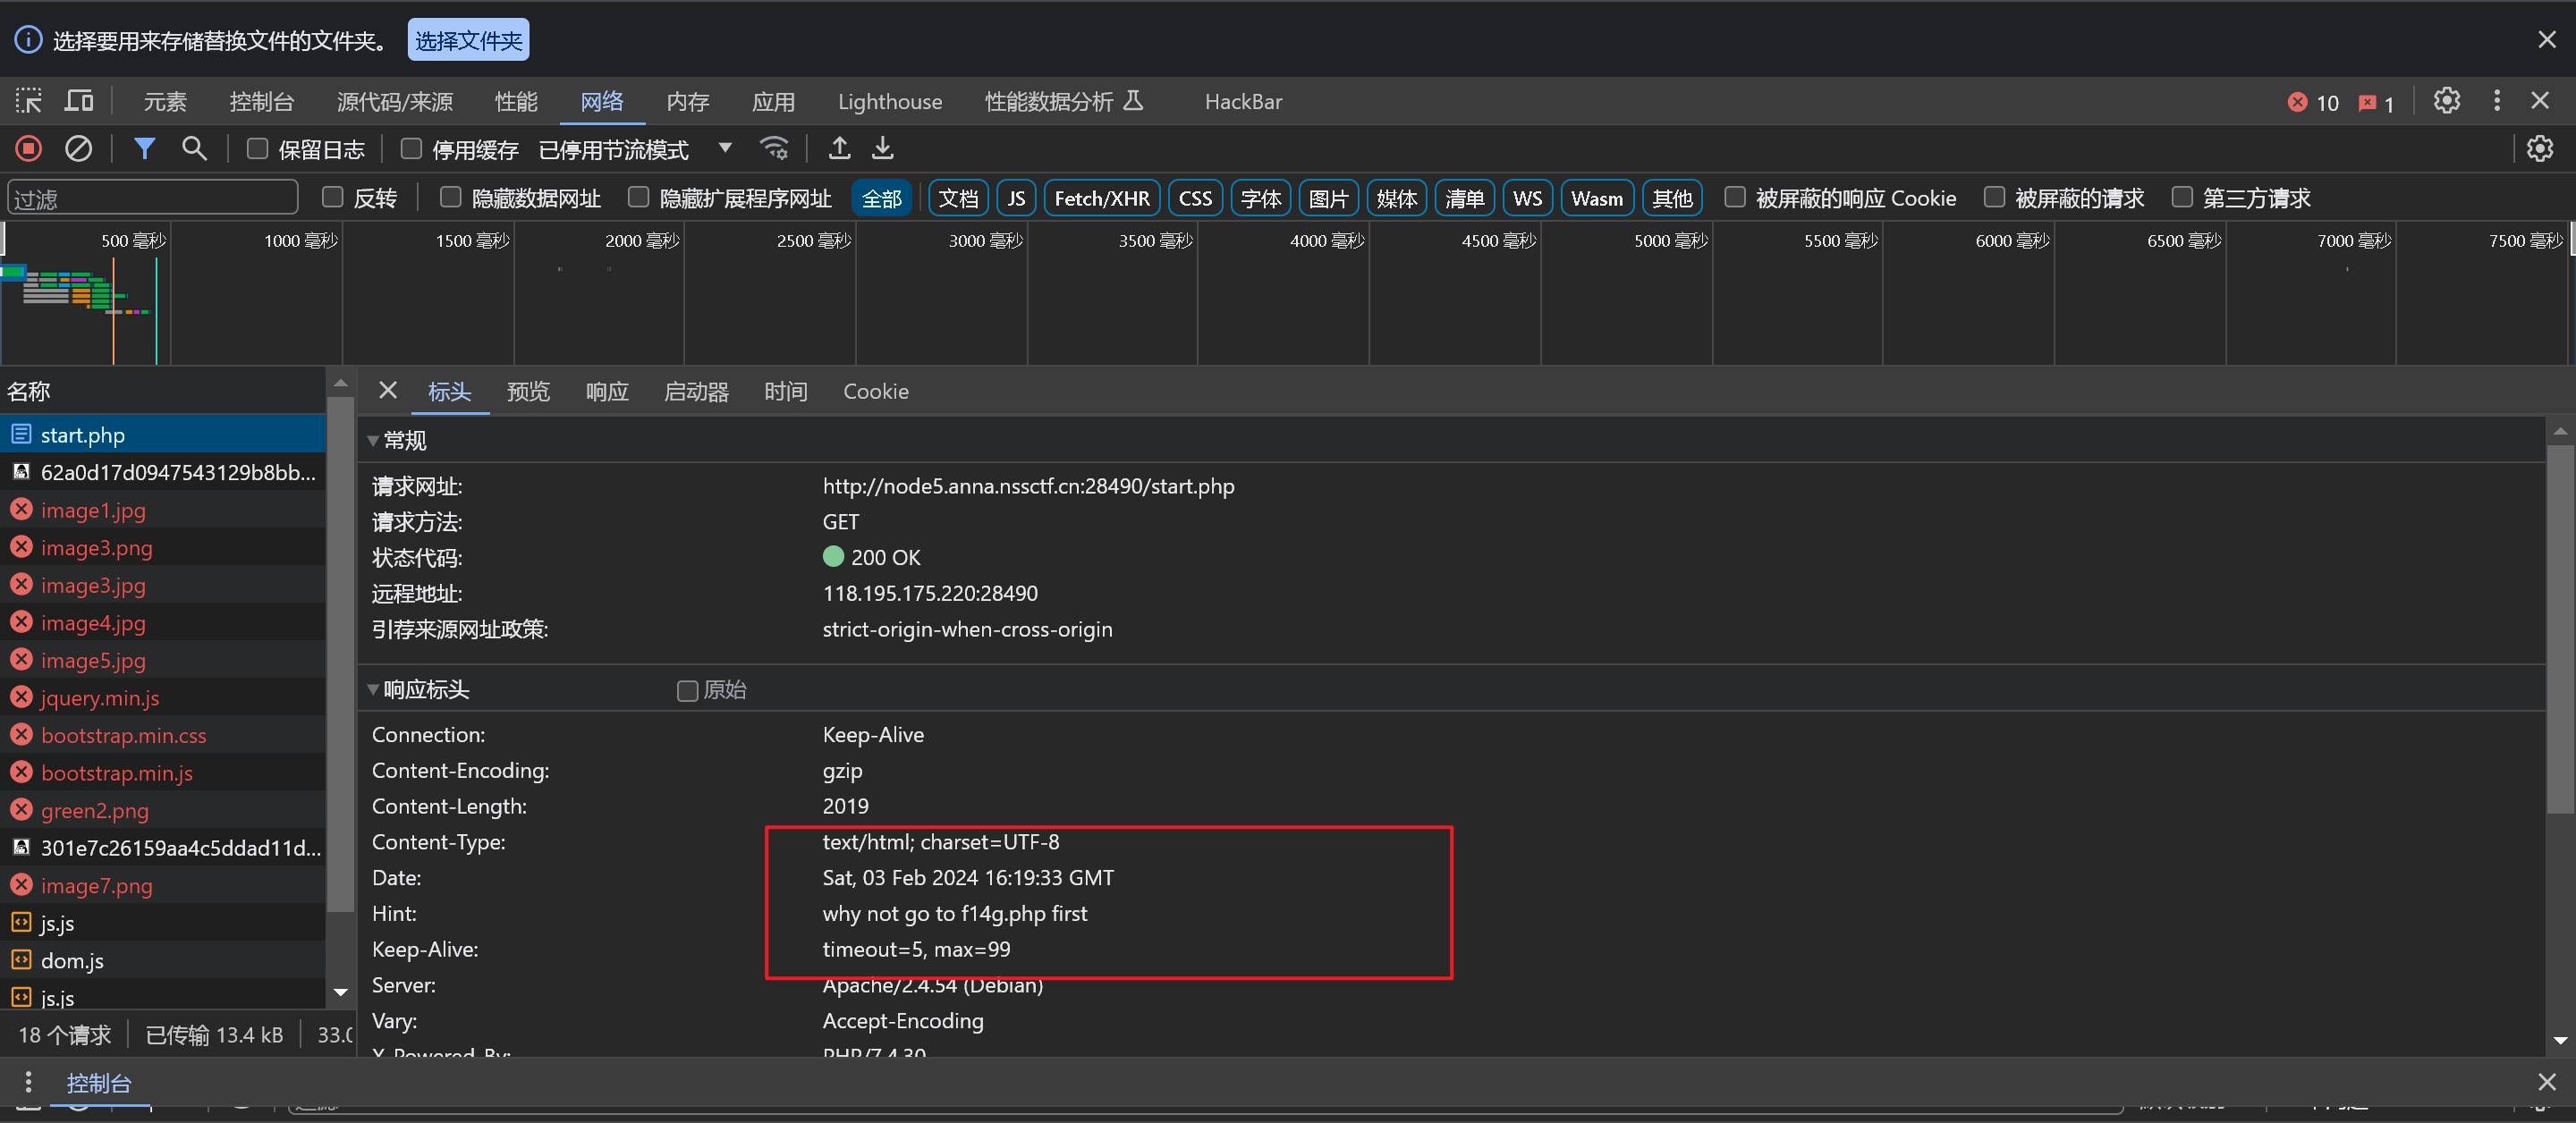 选择要用来存储替换文件的文件夹。 选择文件夹
元素 控制台 源代码/来源 性能 网络 内存 应用 Lighthouse 性能数据分析 HackBar 10 1
保留日志 停用缓存 已停用节流模式
过滤 反转 隐藏数据网址 隐藏扩展程序网址 全部 文档 JS Fetch/XHR CSS 字体 图片 媒体 清单 WS Wasm 其他 被屏蔽的响应 Cookie 被屏蔽的请求 第三方请求
500 毫秒 1000 毫秒 1500 毫秒 2000 毫秒 2500 毫秒 3000 毫秒 3500 毫秒 4000 毫秒 4500 毫秒 5000 毫秒 5500 毫秒 6000 毫秒 6500 毫秒 7000 毫秒 7500 毫秒
名称
start.php
62a0d17d0947543129b8bb...
image1.jpg
image3.png
image3.jpg
image4.jpg
image5.jpg
jquery.min.js
bootstrap.min.css
bootstrap.min.js
green2.png
301e7c26159aa4c5ddad11d...
image7.png
js.js
dom.js
js.js
18 个请求 已传输 13.4 kB 33.0
标头 预览 响应 启动器 时间 Cookie
常规
请求网址: http://node5.anna.nssctf.cn:28490/start.php
请求方法: GET
状态代码: 200 OK
远程地址: 118.195.175.220:28490
引荐来源网址政策: strict-origin-when-cross-origin
响应标头 原始
Connection: Keep-Alive
Content-Encoding: gzip
Content-Length: 2019
Content-Type: text/html; charset=UTF-8
Date: Sat, 03 Feb 2024 16:19:33 GMT
Hint: why not go to f14g.php first
Keep-Alive: timeout=5, max=99
Server: Apache/2.4.54 (Debian)
Vary: Accept-Encoding
X-Powered-By: PHP/7.4.30
控制台